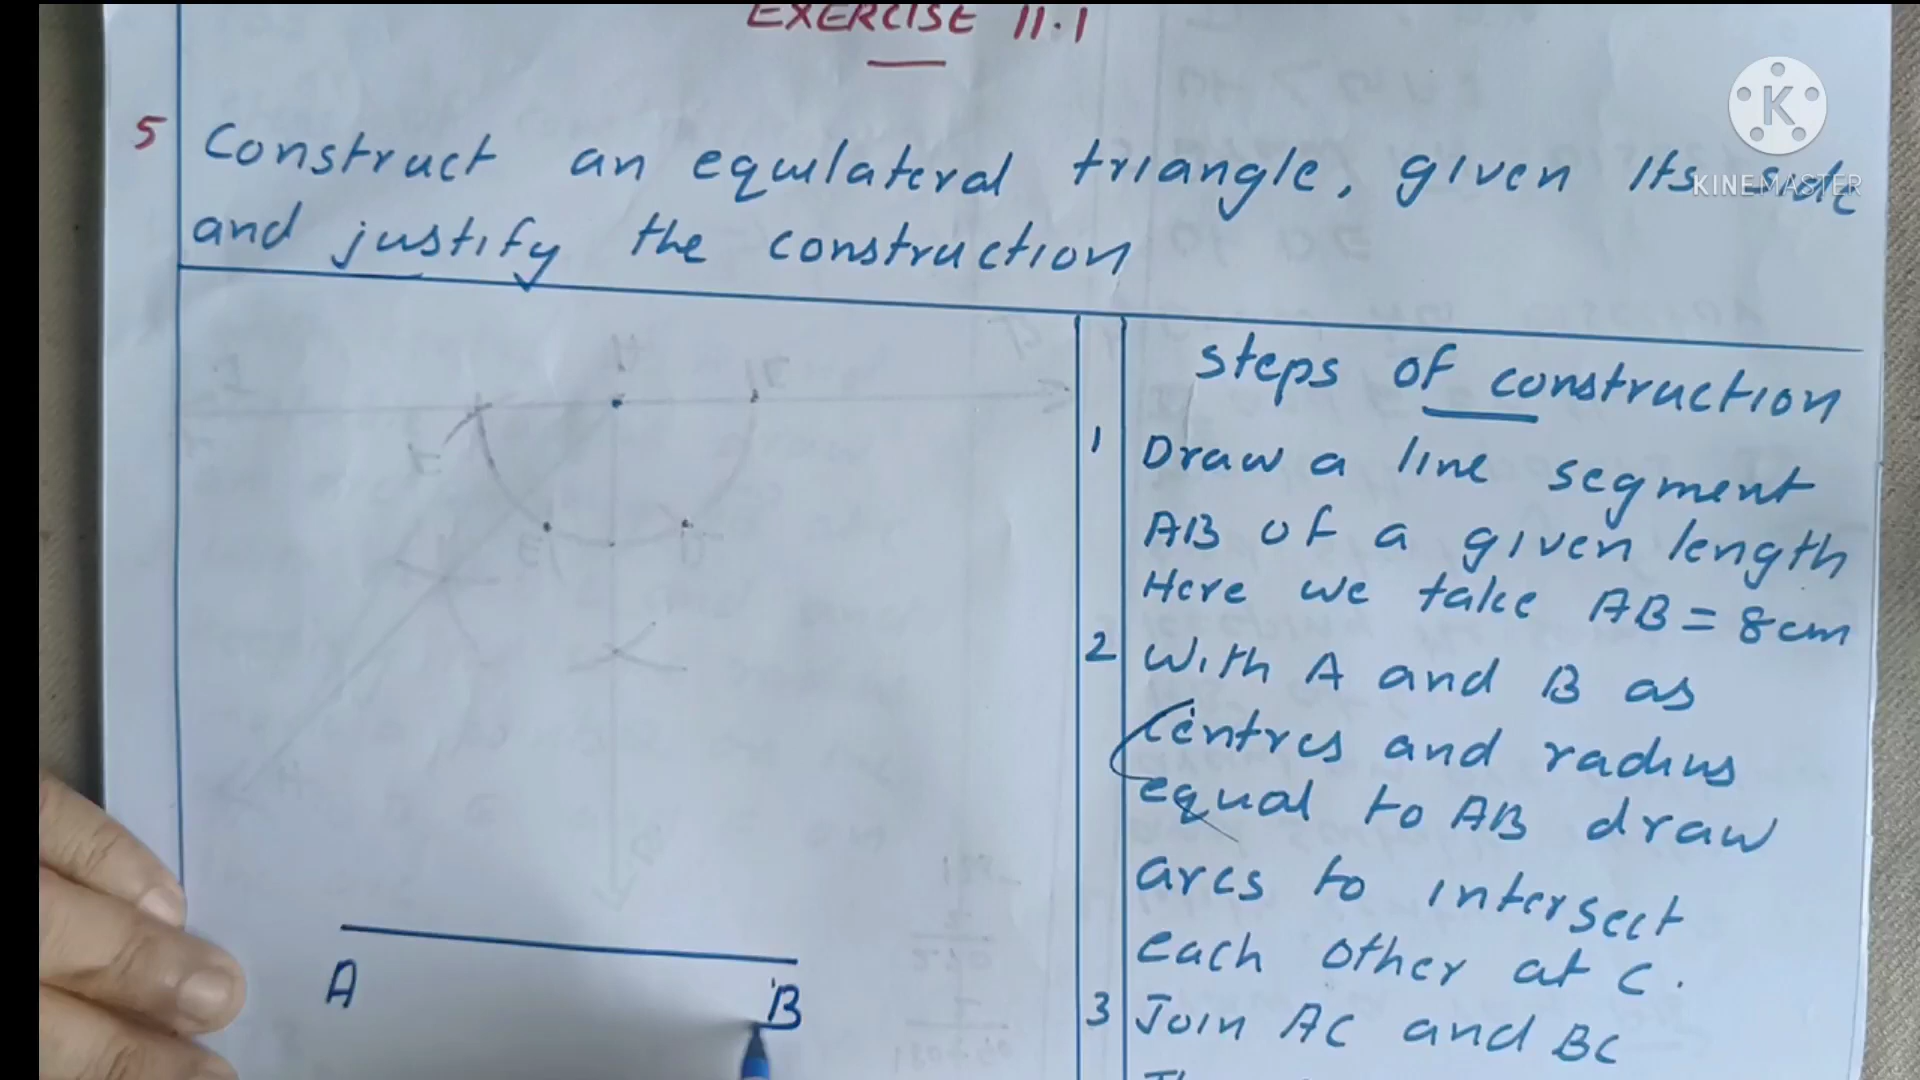 EXERCISE 11.1
K
KINEMASTER
5 Construct an equilateral triangle, given its side
and justify the construction
Steps of construction
1 Draw a line segment
AB of a given length
Here we take AB = 8cm
2 With A and B as
Centres and radius
equal to AB draw
arcs to intersect
each other at C.
3 Join AC and BC
A
B